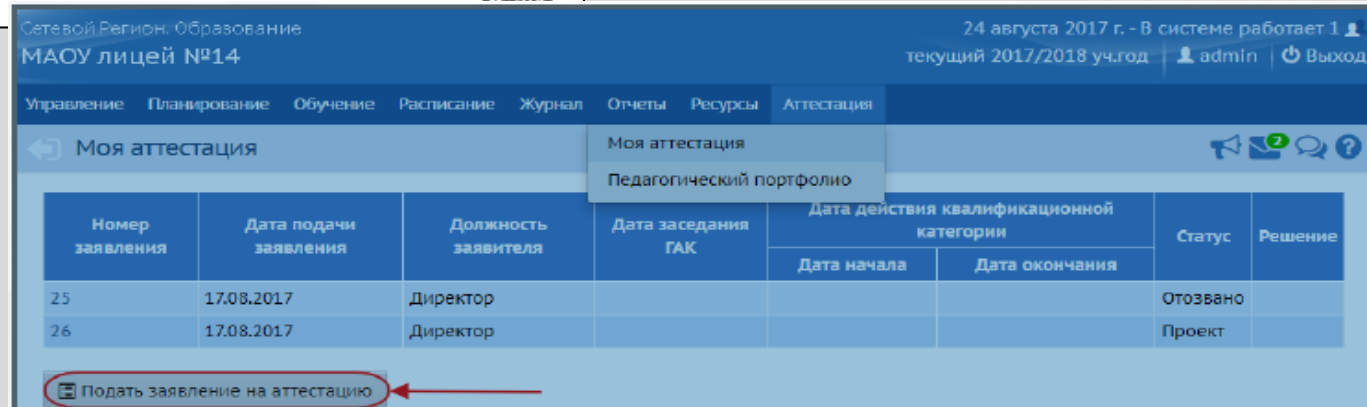 Сетевой Регион. Образование
24 августа 2017 г. - В системе работает 1
МАОУ лицей №14
текущий 2017/2018 уч.год admin Выход
Управление Планирование Обучение Расписание Журнал Отчеты Ресурсы Аттестация
Моя аттестация
Моя аттестация
2
Педагогический портфолио
Номер заявления
Дата подачи заявления
Должность заявителя
Дата заседания ГАК
Дата действия квалификационной категории
Дата начала Дата окончания
Статус Решение
25 17.08.2017 Директор Отозвано
26 17.08.2017 Директор Проект
Подать заявление на аттестацию